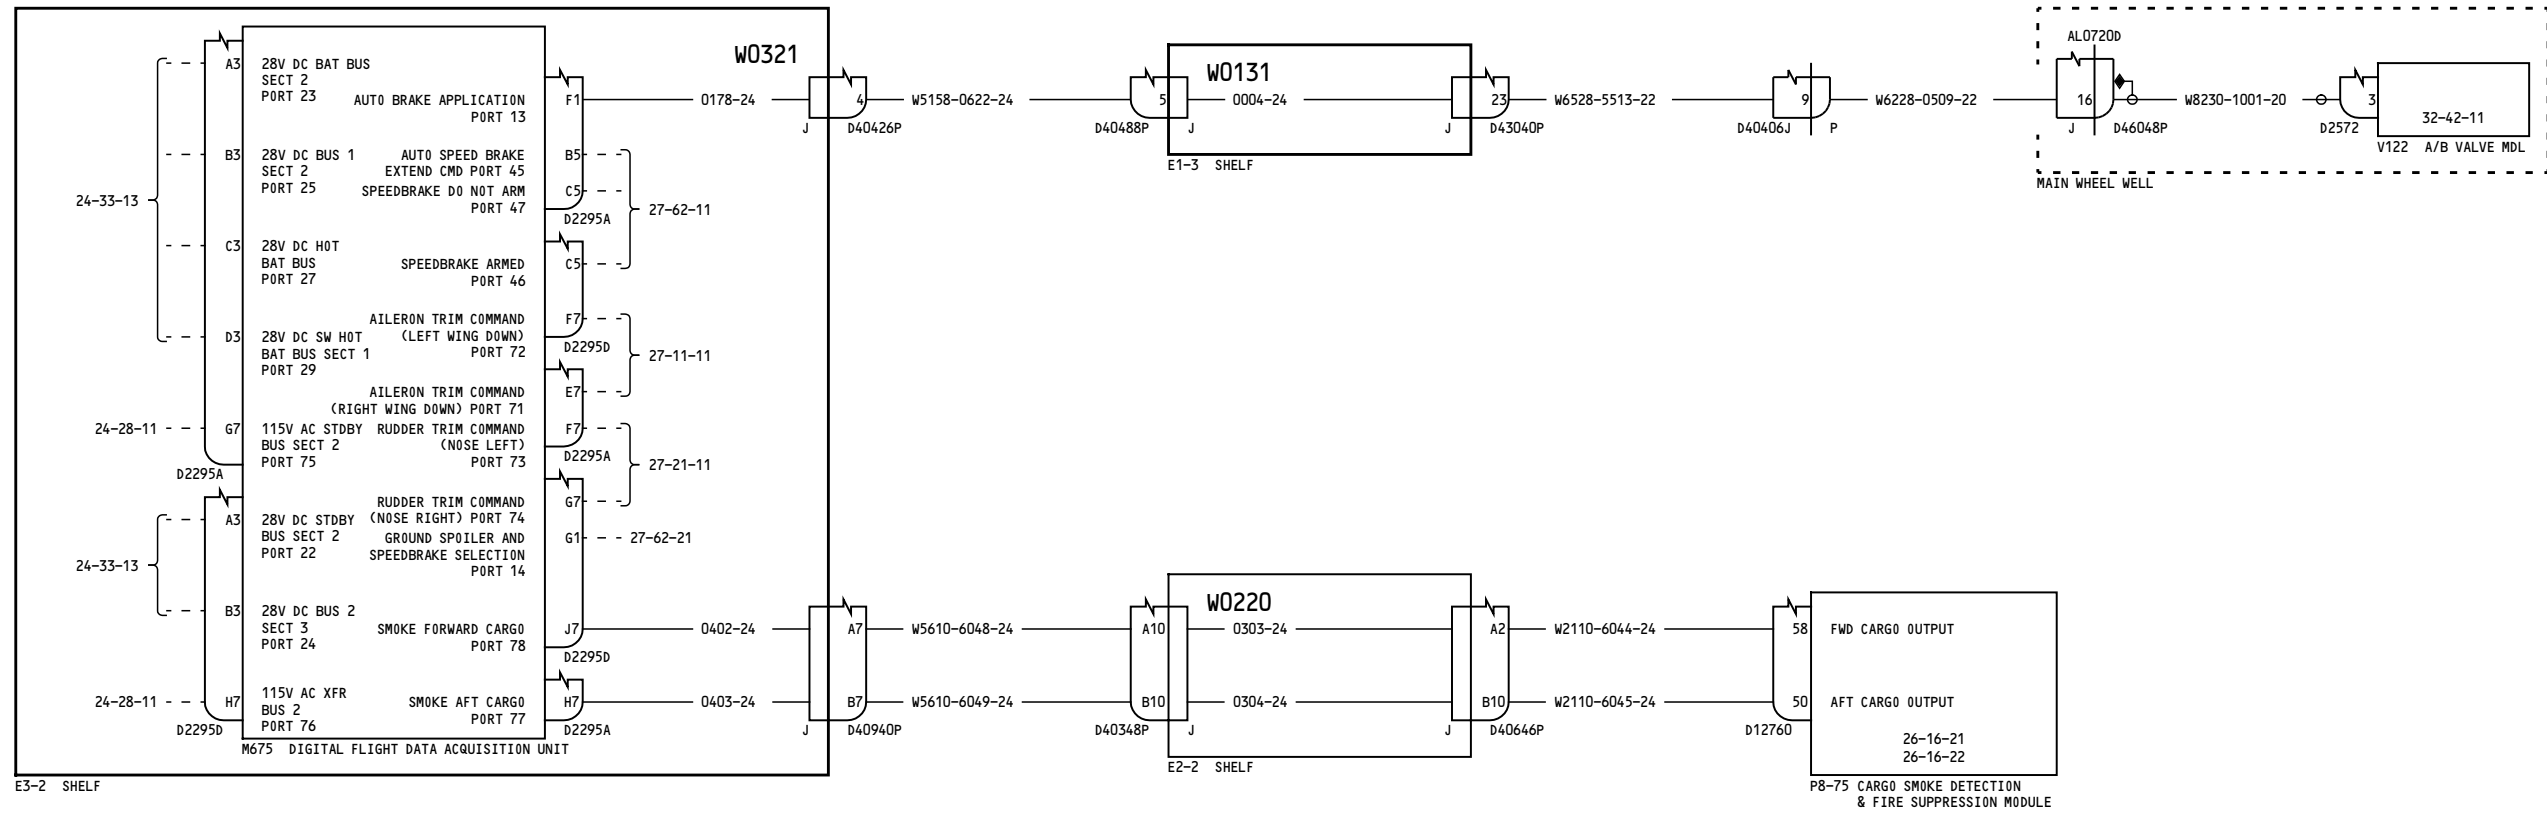 W0321
A3
28V DC BAT BUS
SECT 2
PORT 23
AUTO BRAKE APPLICATION
PORT 13
F1
0178-24
4
J
D40426P
W5158-0622-24
5
D40488P
J
W0131
0004-24
23
J
D43040P
E1-3 SHELF
W6528-5513-22
9
D40406J
P
W6228-0509-22
AL0720D
16
J
D46048P
W8230-1001-20
3
D2572
32-42-11
V122 A/B VALVE MDL
MAIN WHEEL WELL
24-33-13
B3
28V DC BUS 1
SECT 2
PORT 25
AUTO SPEED BRAKE
EXTEND CMD PORT 45
B5
SPEEDBRAKE DO NOT ARM
PORT 47
C5
D2295A
27-62-11
C3
28V DC HOT
BAT BUS
PORT 27
SPEEDBRAKE ARMED
PORT 46
C5
D3
28V DC SW HOT
BAT BUS SECT 1
PORT 29
AILERON TRIM COMMAND
(LEFT WING DOWN)
PORT 72
F7
D2295D
27-11-11
AILERON TRIM COMMAND
(RIGHT WING DOWN) PORT 71
E7
24-28-11
G7
115V AC STDBY
BUS SECT 2
PORT 75
D2295A
RUDDER TRIM COMMAND
(NOSE LEFT)
PORT 73
F7
D2295A
27-21-11
RUDDER TRIM COMMAND
(NOSE RIGHT) PORT 74
G7
24-33-13
A3
28V DC STDBY
BUS SECT 2
PORT 22
GROUND SPOILER AND
SPEEDBRAKE SELECTION
PORT 14
G1
27-62-21
B3
28V DC BUS 2
SECT 3
PORT 24
SMOKE FORWARD CARGO
PORT 78
J7
D2295D
0402-24
A7
W5610-6048-24
A10
W0220
0303-24
A2
W2110-6044-24
58
FWD CARGO OUTPUT
24-28-11
H7
D2295D
115V AC XFR
BUS 2
PORT 76
SMOKE AFT CARGO
PORT 77
H7
D2295A
0403-24
B7
J
D40940P
W5610-6049-24
B10
D40348P
J
0304-24
B10
J
D40646P
W2110-6045-24
50
D12760
AFT CARGO OUTPUT
26-16-21
26-16-22
M675 DIGITAL FLIGHT DATA ACQUISITION UNIT
E3-2 SHELF
E2-2 SHELF
P8-75 CARGO SMOKE DETECTION
& FIRE SUPPRESSION MODULE